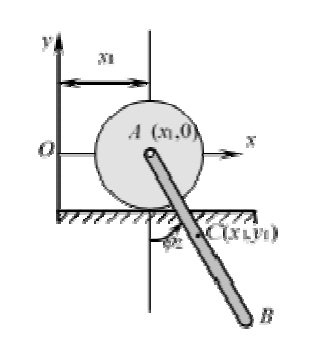 y
x₁
A (x₁,0)
O
x
φ₂
C(x₁,y₁)
B